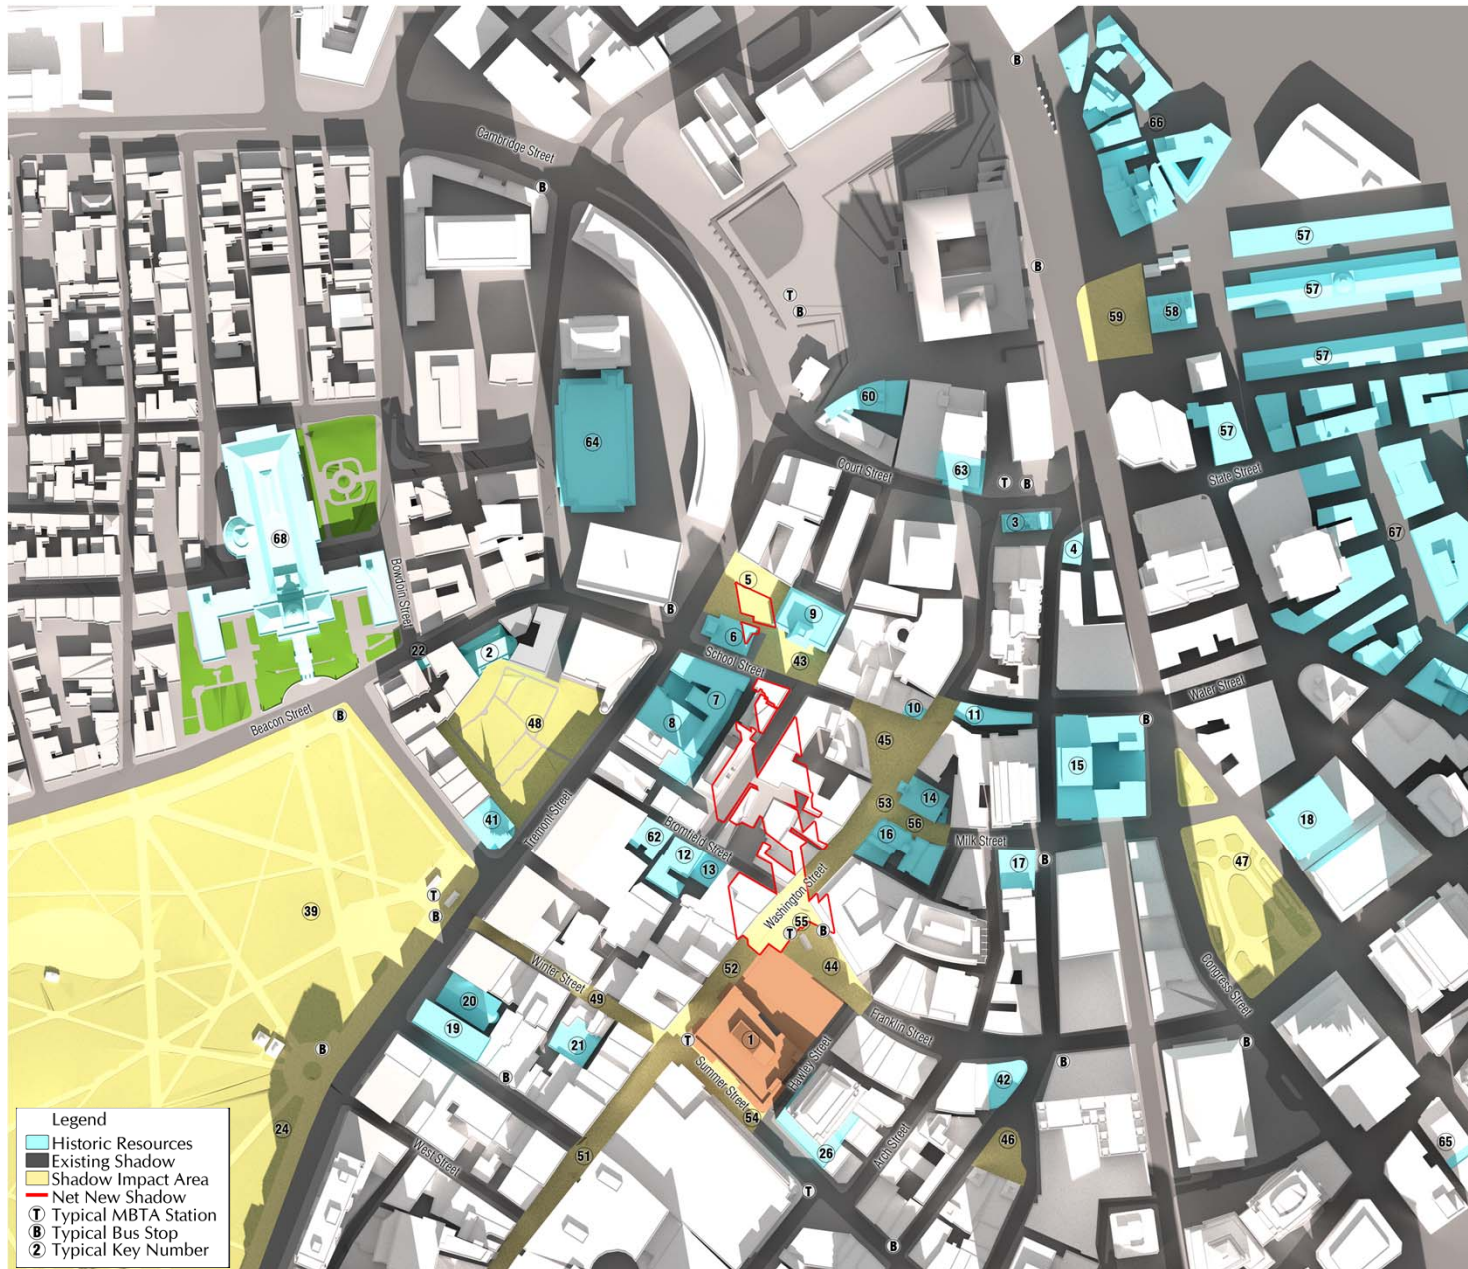 B
66
Cambridge Street
B
57
B
57
T
B
59
58
57
60
57
64
Court Street
63
State Street
T
B
3
67
68
4
Bowdoin Street
5
B
9
6
22
2
43
School Street
Water Street
7
Beacon Street
B
48
8
10
11
B
45
15
53
14
41
Tremont Street
56
62
Bromfield Street
16
Milk Street
18
12
13
17
B
47
T
39
B
Washington Street
55
T
B
Winter Street
52
44
Congress Street
20
49
19
21
T
1
Franklin Street
B
B
B
Summer Street
Hawley Street
42
24
54
46
51
West Street
26
Arch Street
65
T
B
Legend
Historic Resources
Existing Shadow
Shadow Impact Area
Net New Shadow
T Typical MBTA Station
B Typical Bus Stop
2 Typical Key Number